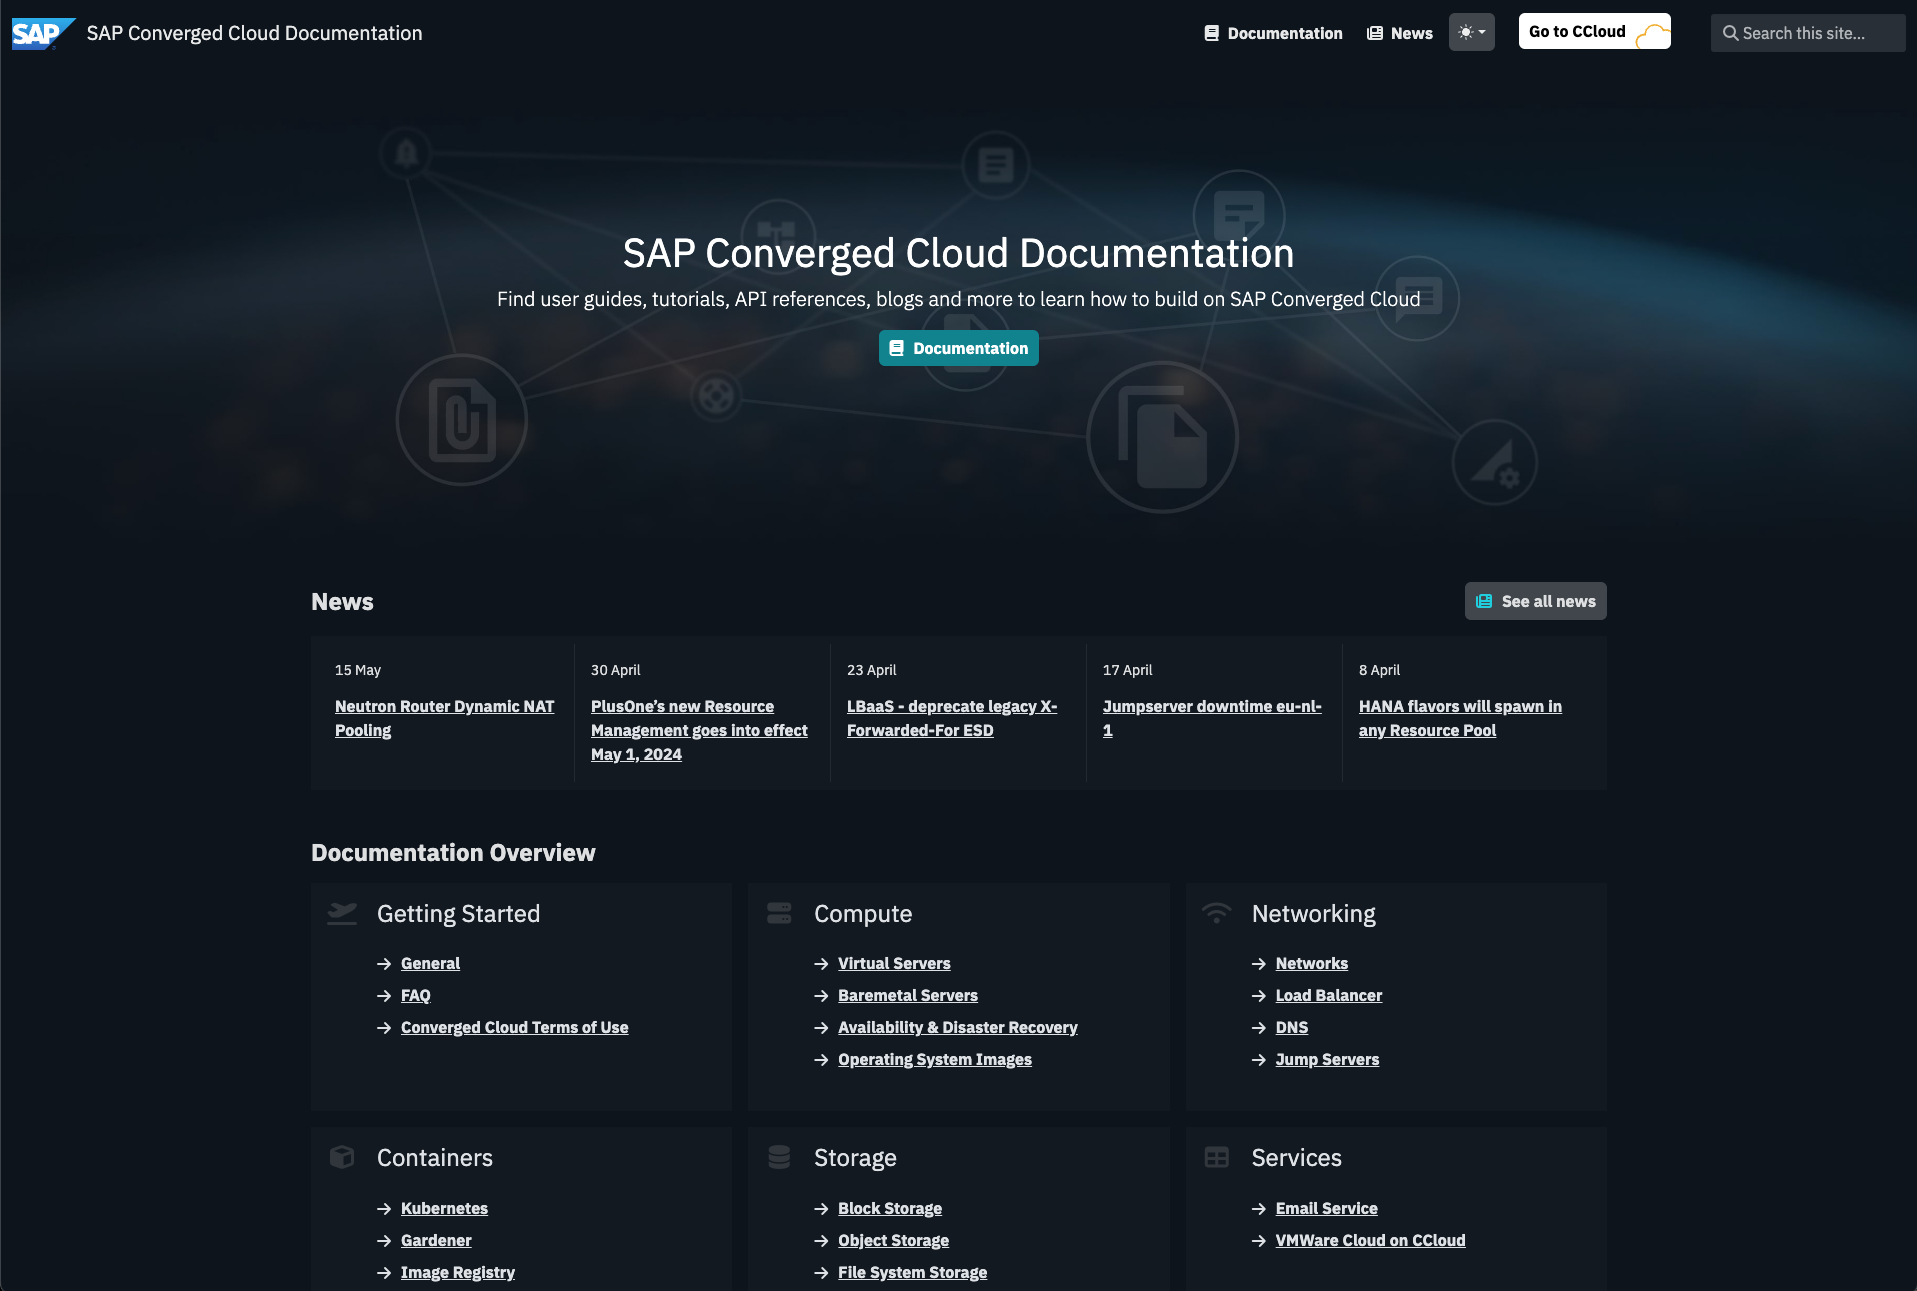 SAP SAP Converged Cloud Documentation
Documentation News Go to CCloud Search this site...
SAP Converged Cloud Documentation
Find user guides, tutorials, API references, blogs and more to learn how to build on SAP Converged Cloud
Documentation
News
See all news
15 May
Neutron Router Dynamic NAT
Pooling
30 April
PlusOne’s new Resource
Management goes into effect
May 1, 2024
23 April
LBaaS - deprecate legacy X-
Forwarded-For ESD
17 April
Jumpserver downtime eu-nl-
1
8 April
HANA flavors will spawn in
any Resource Pool
Documentation Overview
Getting Started
General
FAQ
Converged Cloud Terms of Use
Compute
Virtual Servers
Baremetal Servers
Availability & Disaster Recovery
Operating System Images
Networking
Networks
Load Balancer
DNS
Jump Servers
Containers
Kubernetes
Gardener
Image Registry
Storage
Block Storage
Object Storage
File System Storage
Services
Email Service
VMWare Cloud on CCloud